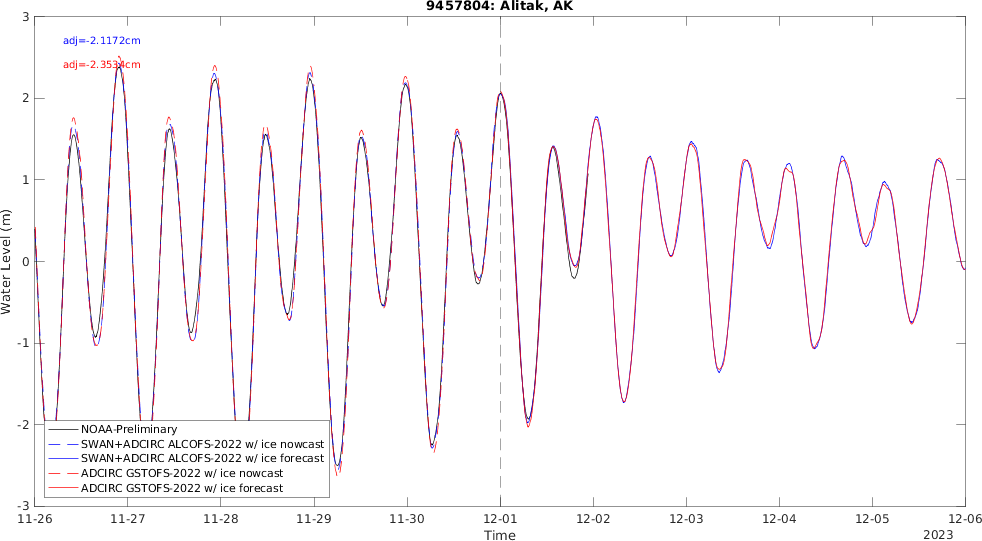 9457804: Alitak, AK
adj=-2.1172cm
adj=-2.3534cm
3
2
1
0
-1
-2
-3
Water Level (m)
NOAA-Preliminary
SWAN+ADCIRC ALCOFS-2022 w/ ice nowcast
SWAN+ADCIRC ALCOFS-2022 w/ ice forecast
ADCIRC GSTOFS-2022 w/ ice nowcast
ADCIRC GSTOFS-2022 w/ ice forecast
11-26 11-27 11-28 11-29 11-30 12-01 12-02 12-03 12-04 12-05 12-06
Time
2023